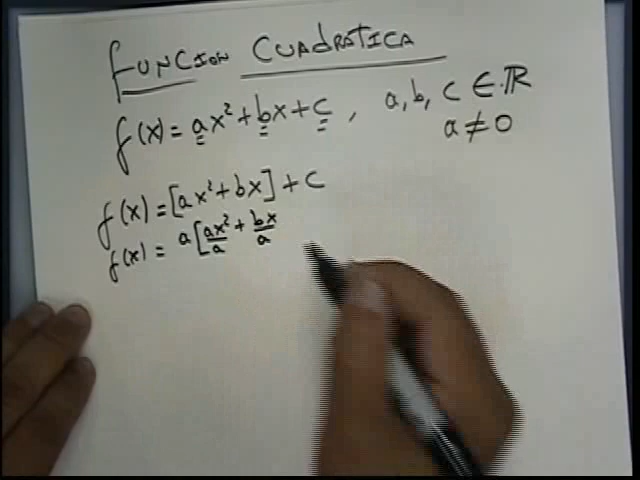 FUNCION CUADRATICA
f(x) = ax² + bx + c , a, b, c ∈ ℝ
a ≠ 0
f(x) = [ax² + bx] + c
f(x) = a [ax²/a + bx/a